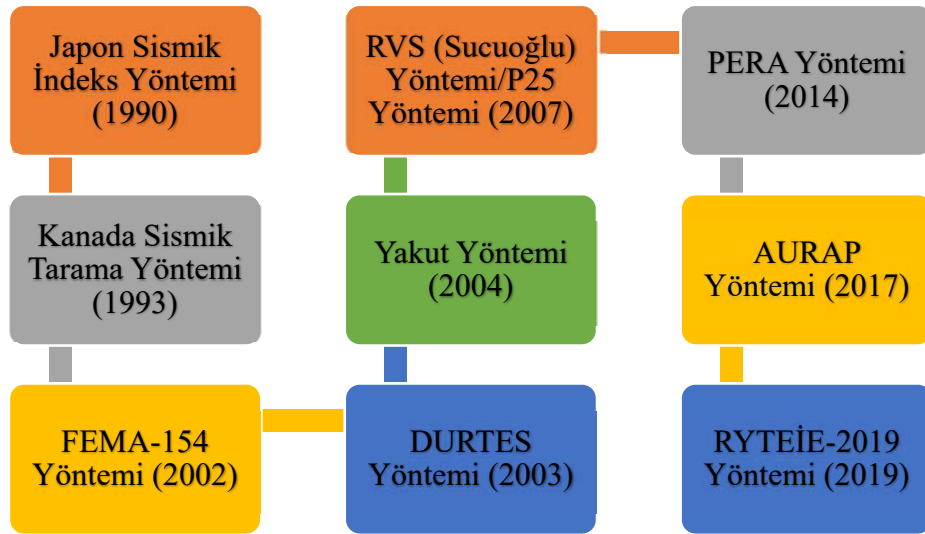 Japon Sismik
İndeks Yöntemi
(1990)
Kanada Sismik
Tarama Yöntemi
(1993)
FEMA-154
Yöntemi (2002)
DURTES
Yöntemi (2003)
Yakut Yöntemi
(2004)
RVS (Sucuoğlu)
Yöntemi/P25
Yöntemi (2007)
PERA Yöntemi
(2014)
AURAP
Yöntemi (2017)
RYTEİE-2019
Yöntemi (2019)